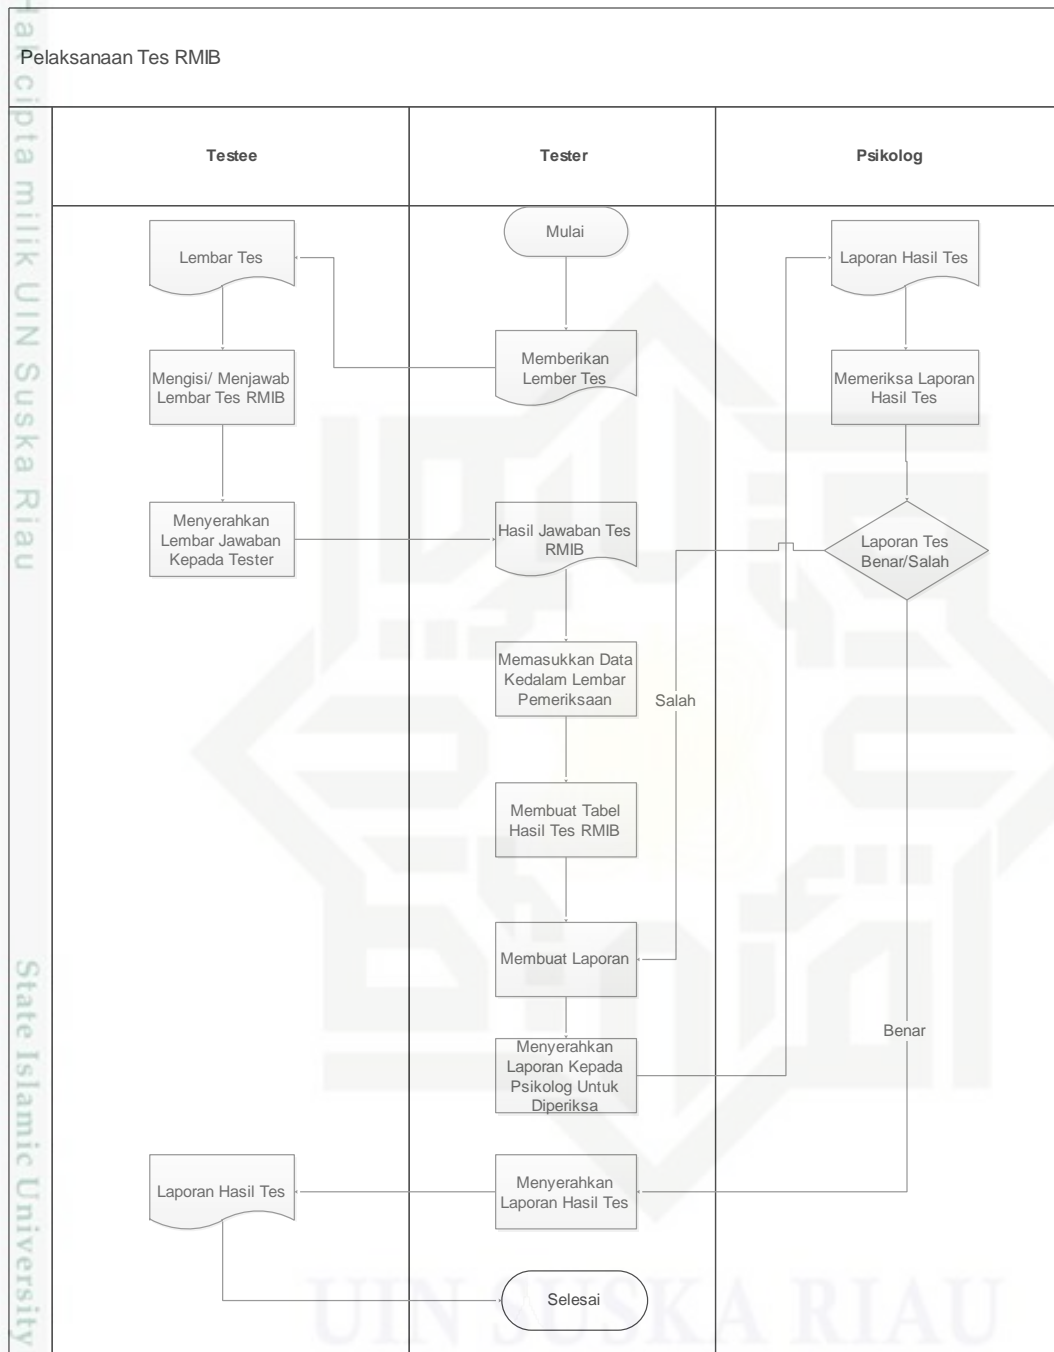 Hak cipta milik UIN Suska Riau
State Islamic University
Pelaksanaan Tes RMIB
Testee
Tester
Psikolog
Mulai
Lembar Tes
Laporan Hasil Tes
Memberikan
Lember Tes
Mengisi/ Menjawab
Lembar Tes RMIB
Memeriksa Laporan
Hasil Tes
Menyerahkan
Lembar Jawaban
Kepada Tester
Hasil Jawaban Tes
RMIB
Laporan Tes
Benar/Salah
Memasukkan Data
Kedalam Lembar
Pemeriksaan
Salah
Membuat Tabel
Hasil Tes RMIB
Membuat Laporan
Benar
Menyerahkan
Laporan Kepada
Psikolog Untuk
Diperiksa
Laporan Hasil Tes
Menyerahkan
Laporan Hasil Tes
Selesai
UIN SUSKA RIAU